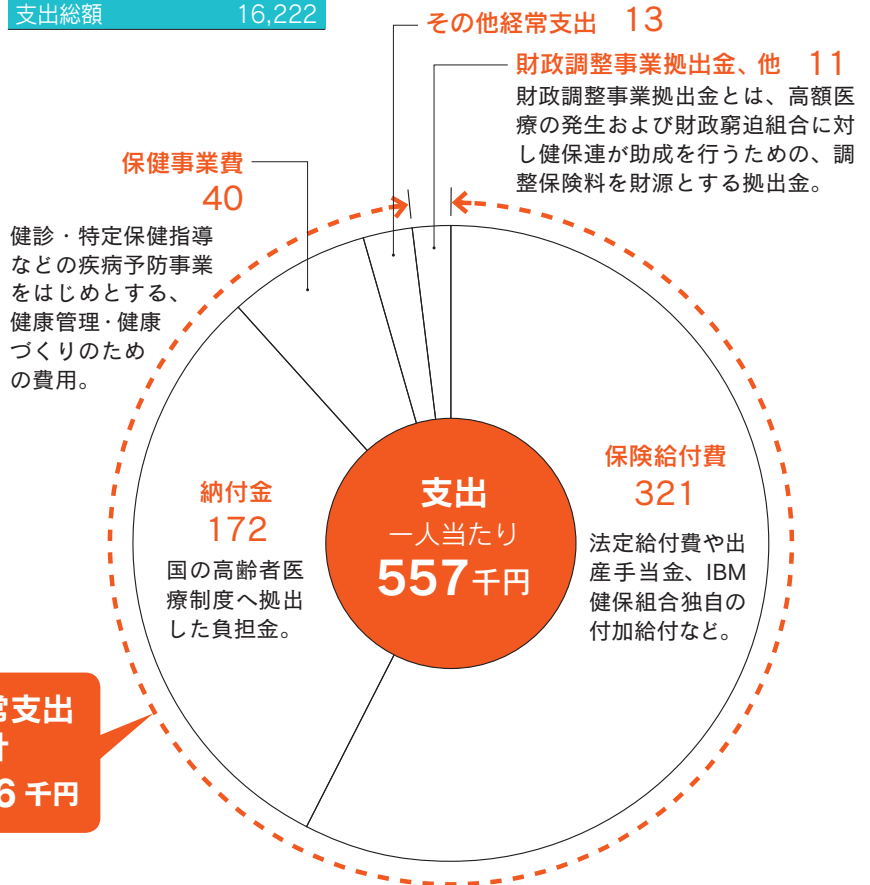 支出総額 16,222
その他経常支出 13
財政調整事業拠出金、他 11
財政調整事業拠出金とは、高額医
療の発生および財政窮迫組合に対
し健保連が助成を行うための、調
整保険料を財源とする拠出金。
保健事業費
40
健診・特定保健指導
などの疾病予防事業
をはじめとする、
健康管理・健康
づくりのため
の費用。
保険給付費
321
法定給付費や出
産手当金、IBM
健保組合独自の
付加給付など。
納付金
172
国の高齢者医
療制度へ拠出
した負担金。
支出
一人当たり
557千円
常支出
計
6 千円